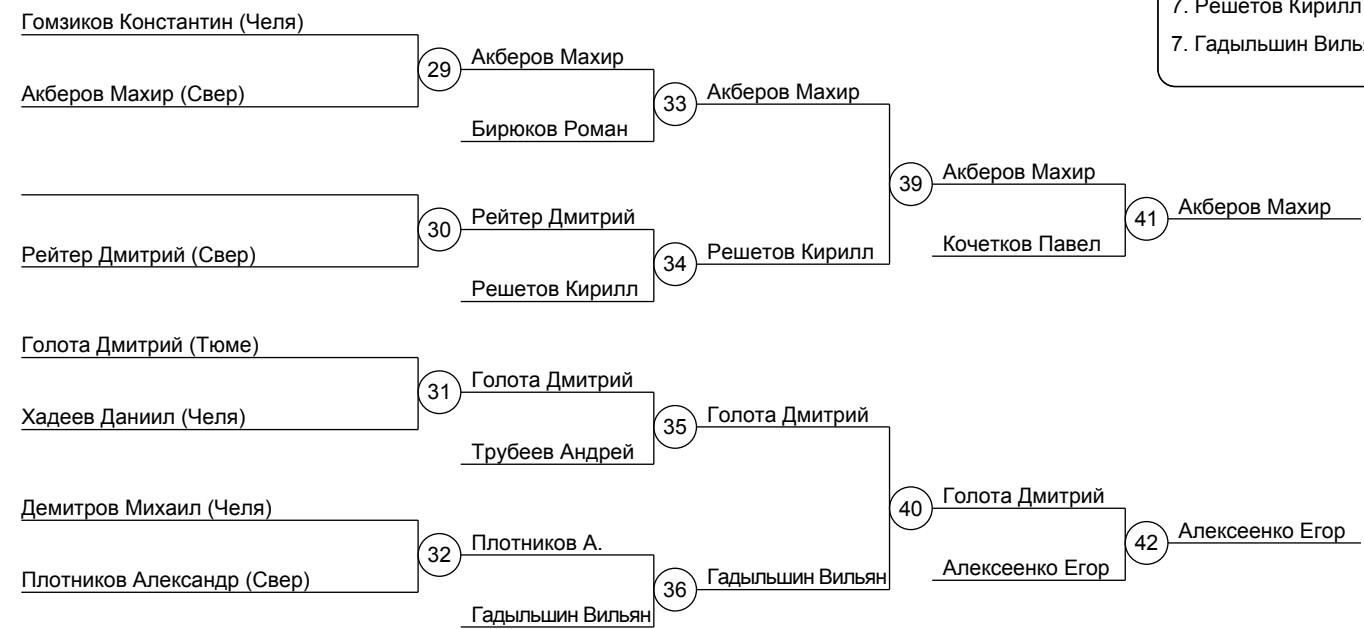 7. Решетов Кирилл
7. Гадыльшин
Гомзиков Константин (Челя)
29
Акберов Махир
Акберов Махир (Свер)
33
Акберов Махир
Бирюков Роман
39
Акберов Махир
41
Акберов Махир
30
Рейтер Дмитрий
Рейтер Дмитрий (Свер)
34
Решетов Кирилл
Кочетков Павел
Решетов Кирилл
Голота Дмитрий (Тюме)
31
Голота Дмитрий
Хадеев Даниил (Челя)
35
Голота Дмитрий
Трубеев Андрей
40
Голота Дмитрий
Демитров Михаил (Челя)
32
Плотников А.
42
Алексеенко Егор
Плотников Александр (Свер)
36
Гадыльшин Вильян
Алексеенко Егор
Гадыльшин Вильян